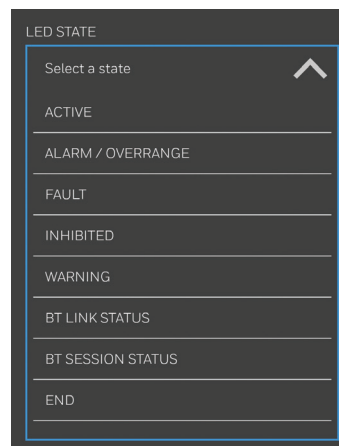 LED STATE
Select a state
ACTIVE
ALARM / OVERRANGE
FAULT
INHIBITED
WARNING
BT LINK STATUS
BT SESSION STATUS
END